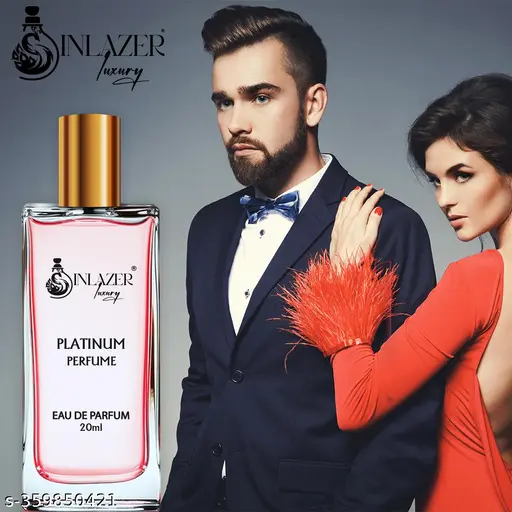 SINLAZER®
luxury
SINLAZER®
luxury
PLATINUM
PERFUME
EAU DE PARFUM
20ml
s-359850421